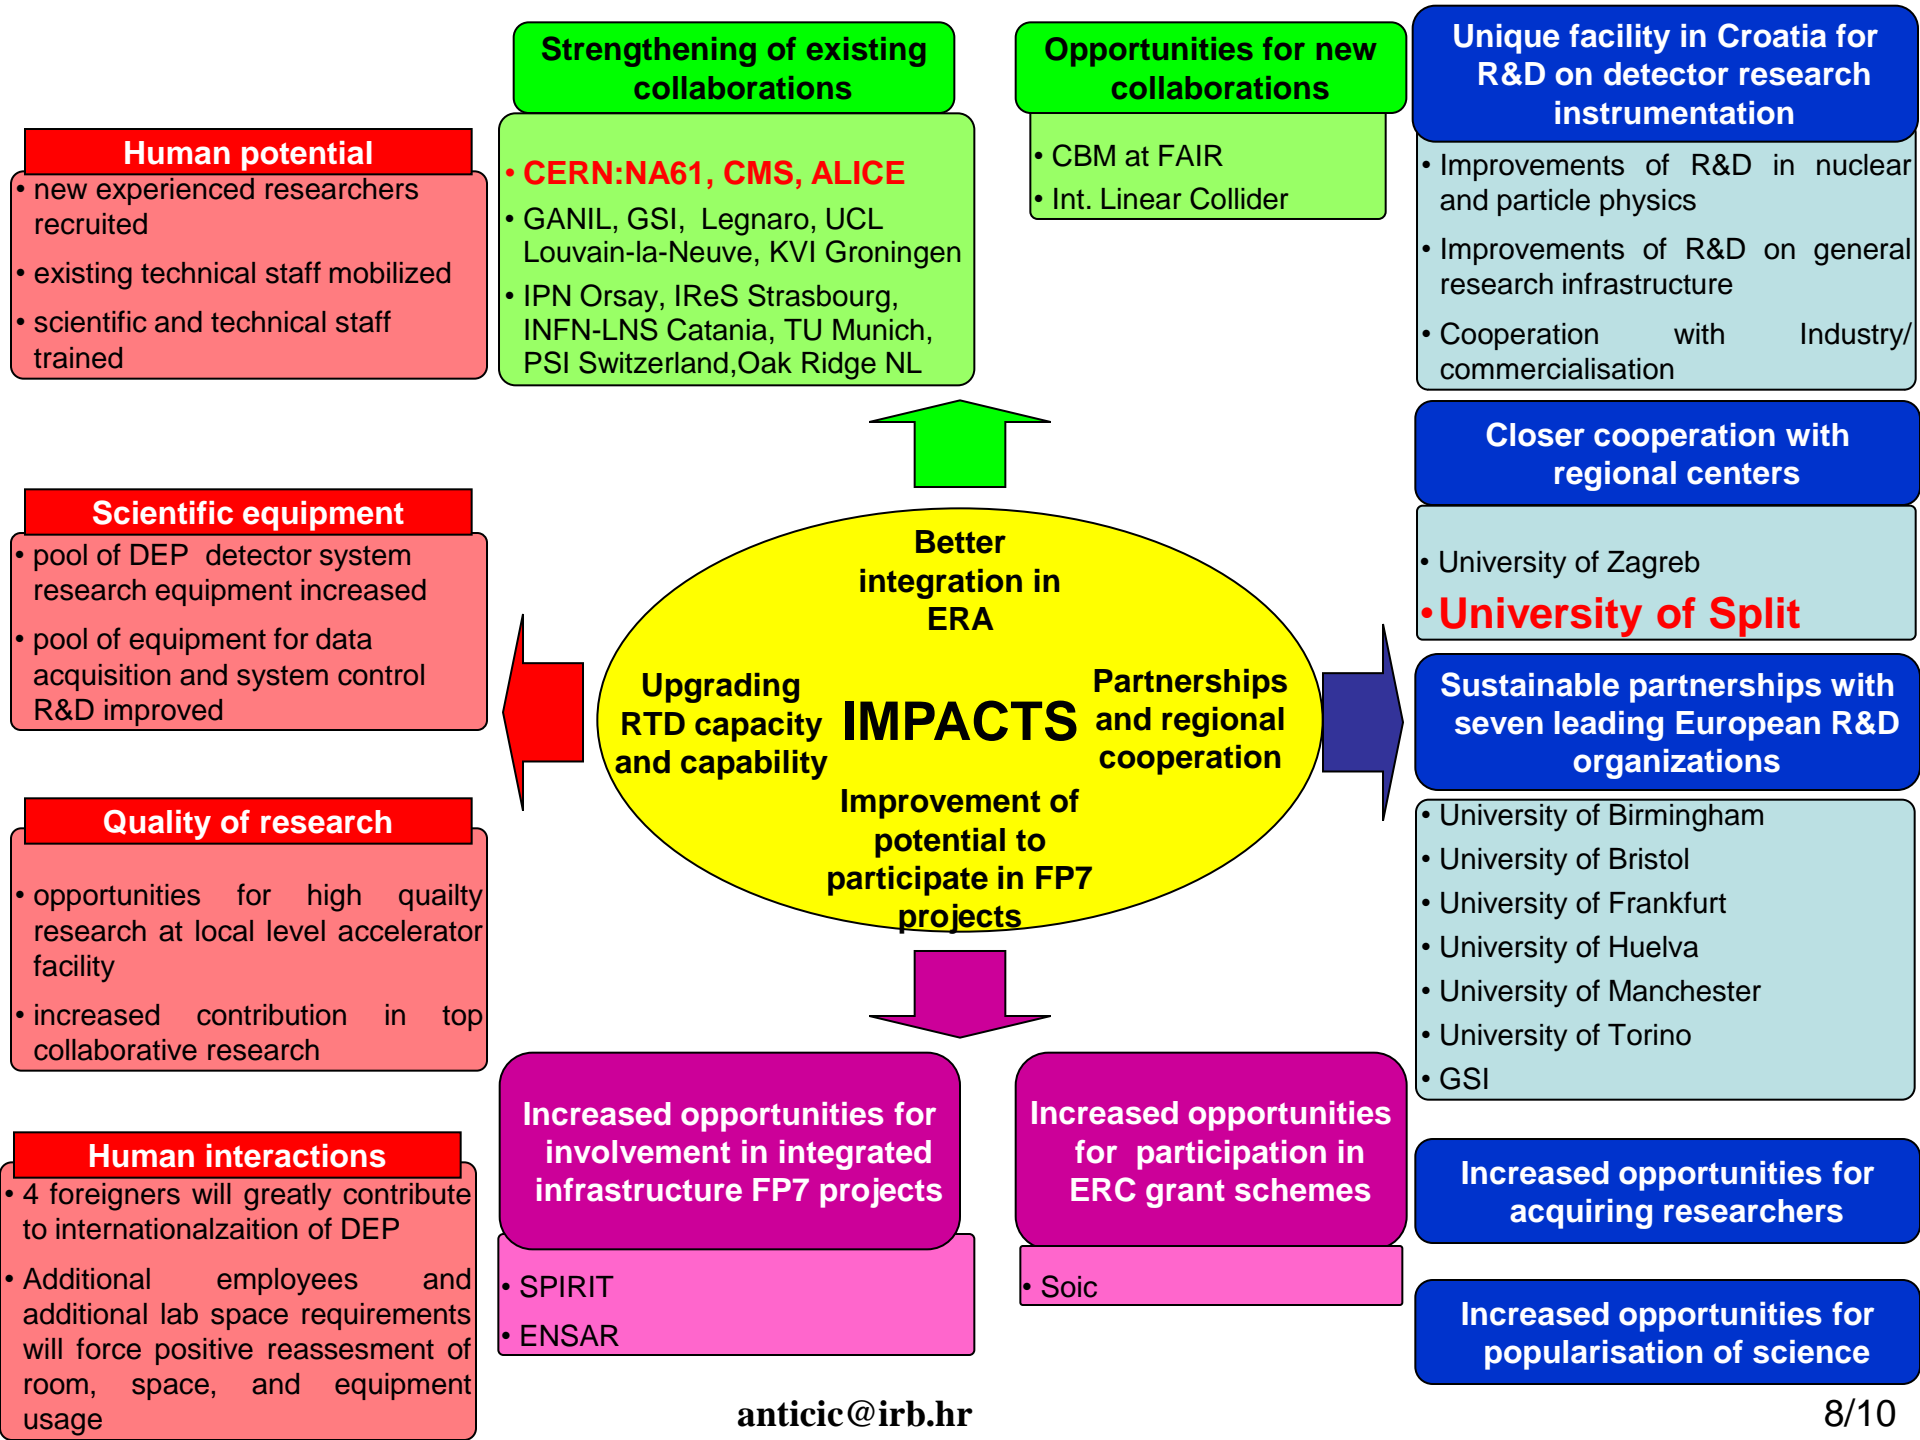 Human potential
• new experienced researchers
recruited
• existing technical staff mobilized
• scientific and technical staff
trained
Scientific equipment
• pool of DEP detector system
research equipment increased
• pool of equipment for data
acquisition and system control
R&D improved
Quality of research
• opportunities for high quailty
research at local level accelerator
facility
• increased contribution in top
collaborative research
Human interactions
• 4 foreigners will greatly contribute
to internationalzaition of DEP
• Additional employees and
additional lab space requirements
will force positive reassesment of
room, space, and equipment
usage
Strengthening of existing
collaborations
• CERN:NA61, CMS, ALICE
• GANIL, GSI, Legnaro, UCL
Louvain-la-Neuve, KVI Groningen
• IPN Orsay, IReS Strasbourg,
INFN-LNS Catania, TU Munich,
PSI Switzerland,Oak Ridge NL
Opportunities for new
collaborations
• CBM at FAIR
• Int. Linear Collider
Better
integration in
ERA
Upgrading
RTD capacity
and capability
IMPACTS
Partnerships
and regional
cooperation
Improvement of
potential to
participate in FP7
projects
Increased opportunities for
involvement in integrated
infrastructure FP7 projects
• SPIRIT
• ENSAR
Increased opportunities
for participation in
ERC grant schemes
• Soic
Unique facility in Croatia for
R&D on detector research
instrumentation
• Improvements of R&D in nuclear
and particle physics
• Improvements of R&D on general
research infrastructure
• Cooperation with Industry/
commercialisation
Closer cooperation with
regional centers
• University of Zagreb
• University of Split
Sustainable partnerships with
seven leading European R&D
organizations
• University of Birmingham
• University of Bristol
• University of Frankfurt
• University of Huelva
• University of Manchester
• University of Torino
• GSI
Increased opportunities for
acquiring researchers
Increased opportunities for
popularisation of science
anticic@irb.hr
8/10